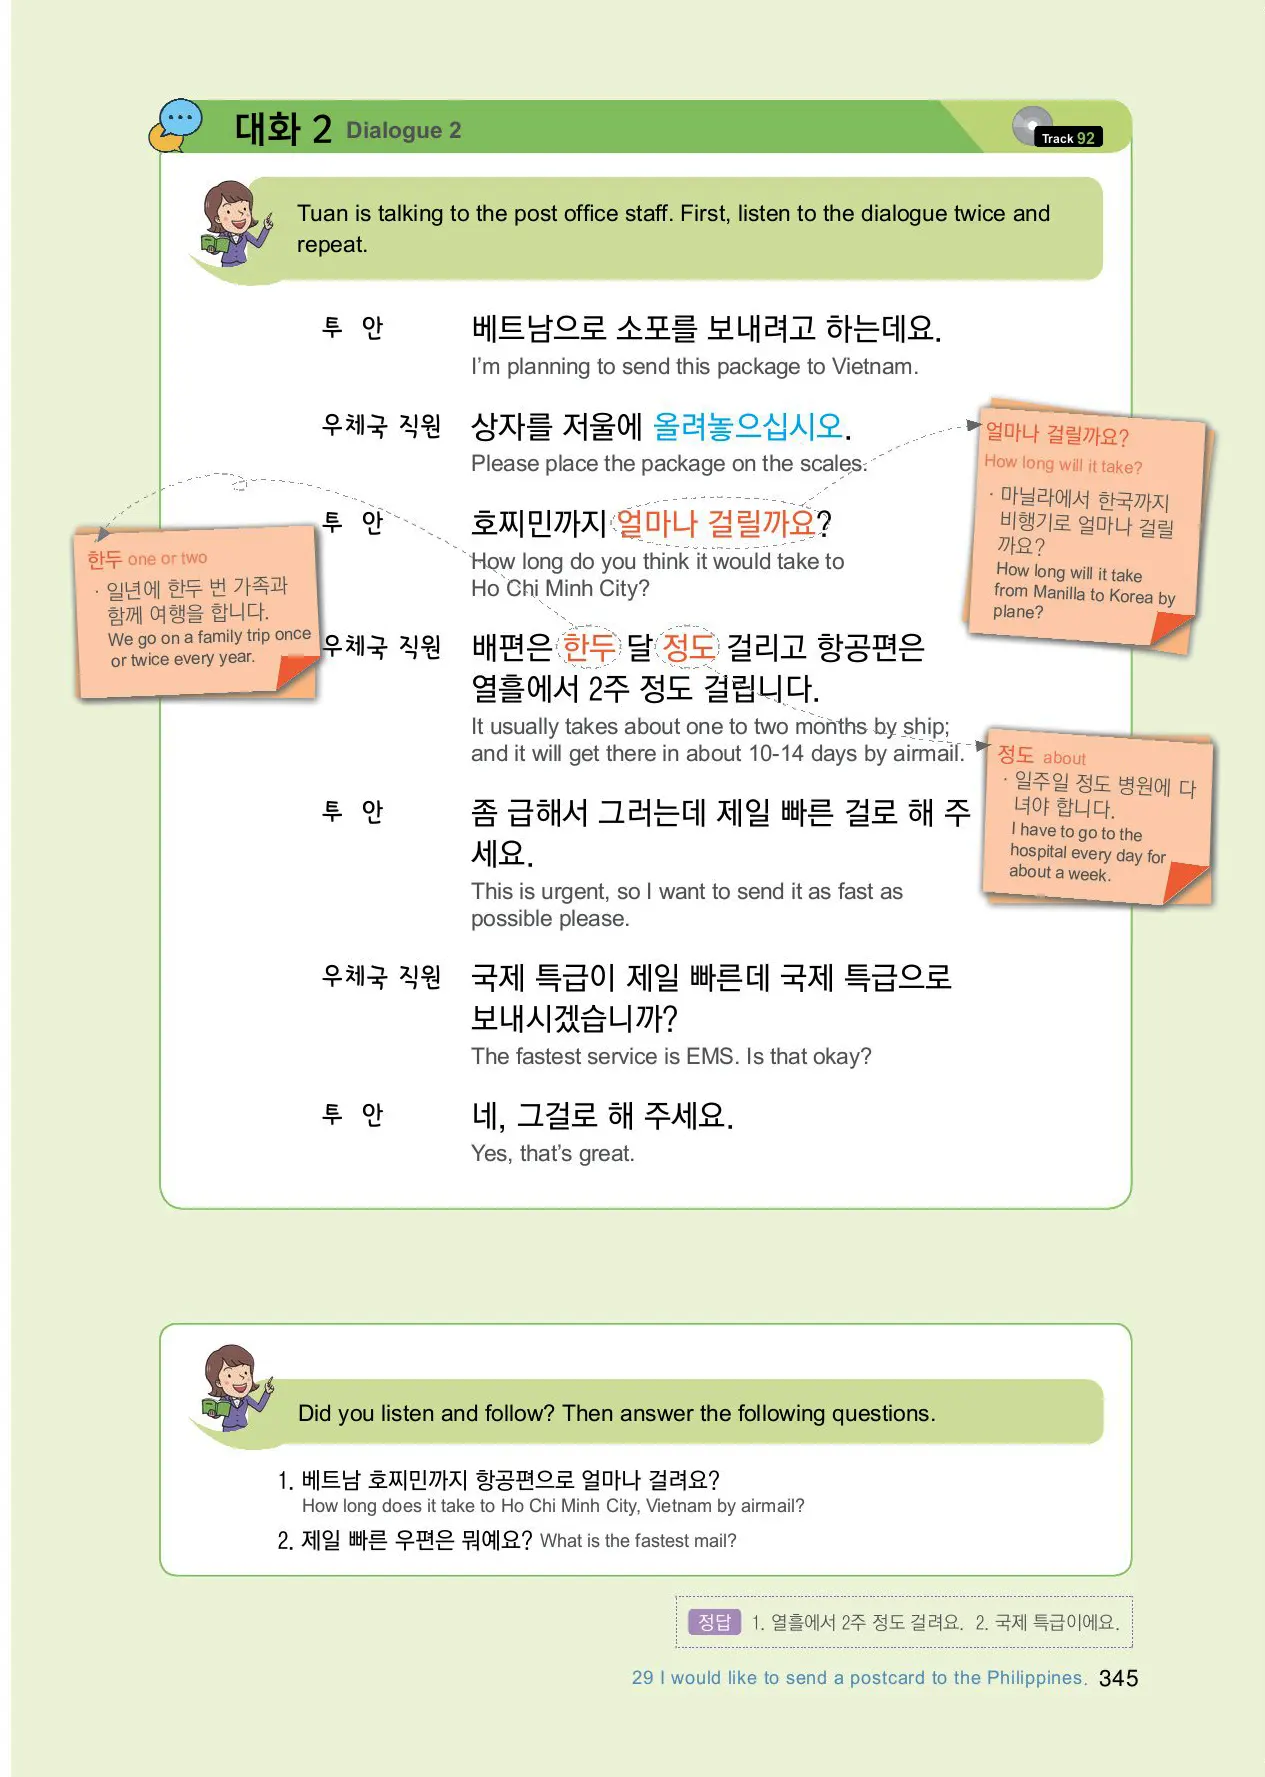 대화 2 Dialogue 2
Track 92
Tuan is talking to the post office staff. First, listen to the dialogue twice and
repeat.
투 안 베트남으로 소포를 보내려고 하는데요.
I'm planning to send this package to Vietnam.
우체국 직원 상자를 저울에 올려놓으십시오.
Please place the package on the scales.
투 안 호찌민까지 얼마나 걸릴까요?
How long do you think it would take to
Ho Chi Minh City?
우체국 직원 배편은 한두 달 정도 걸리고 항공편은
열흘에서 2주 정도 걸립니다.
It usually takes about one to two months by ship;
and it will get there in about 10-14 days by airmail.
투 안 좀 급해서 그러는데 제일 빠른 걸로 해 주
세요.
This is urgent, so I want to send it as fast as
possible please.
우체국 직원 국제 특급이 제일 빠른데 국제 특급으로
보내시겠습니까?
The fastest service is EMS. Is that okay?
투 안 네, 그걸로 해 주세요.
Yes, that's great.
얼마나 걸릴까요?
How long will it take?
· 마닐라에서 한국까지
비행기로 얼마나 걸릴
까요?
How long will it take
from Manilla to Korea by
plane?
한두 one or two
· 일년에 한두 번 가족과
함께 여행을 합니다.
We go on a family trip once
or twice every year.
정도 about
· 일주일 정도 병원에 다
녀야 합니다.
I have to go to the
hospital every day for
about a week.
Did you listen and follow? Then answer the following questions.
1. 베트남 호찌민까지 항공편으로 얼마나 걸려요?
How long does it take to Ho Chi Minh City, Vietnam by airmail?
2. 제일 빠른 우편은 뭐예요? What is the fastest mail?
정답 1. 열흘에서 2주 정도 걸려요. 2. 국제 특급이에요.
29 I would like to send a postcard to the Philippines. 345